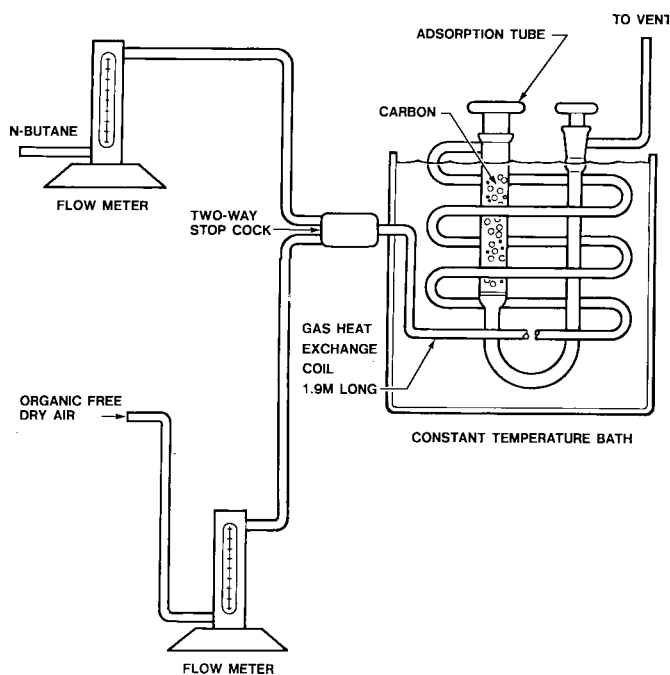 TO VENT
ADSORPTION TUBE
CARBON
N-BUTANE
FLOW METER
TWO-WAY
STOP COCK
GAS HEAT
EXCHANGE
COIL
1.9M LONG
ORGANIC FREE
DRY AIR
CONSTANT TEMPERATURE BATH
FLOW METER